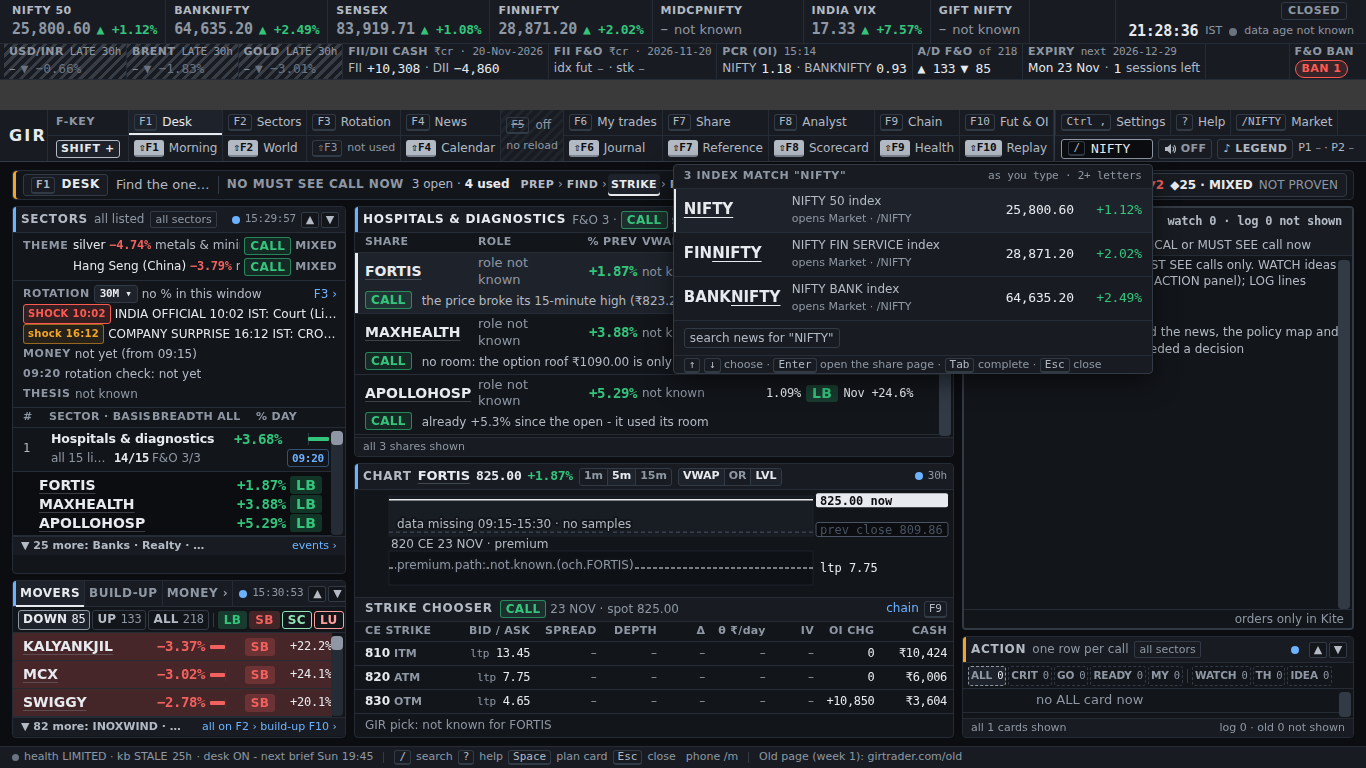 NIFTY 50 BANKNIFTY SENSEX FINNIFTY MIDCPNIFTY INDIA VIX GIFT NIFTY CLOSED
25,800.60 ▲ +1.12% 64,635.20 ▲ +2.49% 83,919.71 ▲ +1.08% 28,871.20 ▲ +2.02% – not known 17.33 ▲ +7.57% – not known 21:28:36 IST ● data age not known
USD/INR LATE 30h BRENT LATE 30h GOLD LATE 30h FII/DII CASH ₹cr · 20-Nov-2026 FII F&O ₹cr · 2026-11-20 PCR (OI) 15:14 A/D F&O of 218 EXPIRY next 2026-12-29 F&O BAN
– ▼ −0.66% – ▼ −1.83% – ▼ −3.01% FII +10,308 · DII −4,860 idx fut – · stk – NIFTY 1.18 · BANKNIFTY 0.93 ▲ 133 ▼ 85 Mon 23 Nov · 1 sessions left BAN 1
GIR F-KEY F1 Desk F2 Sectors F3 Rotation F4 News F5 off F6 My trades F7 Share F8 Analyst F9 Chain F10 Fut & OI Ctrl , Settings ? Help /NIFTY Market
SHIFT + ⇧F1 Morning ⇧F2 World ⇧F3 not used ⇧F4 Calendar no reload ⇧F6 Journal ⇧F7 Reference ⇧F8 Scorecard ⇧F9 Health ⇧F10 Replay / NIFTY OFF ♪ LEGEND P1 – · P2 –
F1 DESK Find the one… NO MUST SEE CALL NOW 3 open · 4 used PREP › FIND › STRIKE ◆25 · MIXED NOT PROVEN
3 INDEX MATCH "NIFTY" as you type · 2+ letters
NIFTY NIFTY 50 index 25,800.60 +1.12%
opens Market · /NIFTY
FINNIFTY NIFTY FIN SERVICE index 28,871.20 +2.02%
opens Market · /NIFTY
BANKNIFTY NIFTY BANK index 64,635.20 +2.49%
opens Market · /NIFTY
search news for "NIFTY"
↑ ↓ choose · Enter open the share page · Tab complete · Esc close
SECTORS all listed all sectors ● 15:29:57 ▲ ▼
THEME silver −4.74% metals & mini CALL MIXED
Hang Seng (China) −3.79% CALL MIXED
ROTATION 30M ▾ no % in this window F3 ›
SHOCK 10:02 INDIA OFFICIAL 10:02 IST: Court (Li…
shock 16:12 COMPANY SURPRISE 16:12 IST: CRO…
MONEY not yet (from 09:15)
09:20 rotation check: not yet
THESIS not known
# SECTOR · BASIS BREADTH ALL % DAY
1 Hospitals & diagnostics +3.68%
all 15 li… 14/15 F&O 3/3 09:20
FORTIS +1.87% LB
MAXHEALTH +3.88% LB
APOLLOHOSP +5.29% LB
▼ 25 more: Banks · Realty · … events ›
MOVERS BUILD-UP MONEY › ● 15:30:53 ▲ ▼
DOWN 85 UP 133 ALL 218 LB SB SC LU
KALYANKJIL −3.37% SB +22.2%
MCX −3.02% SB +24.1%
SWIGGY −2.78% SB +20.1%
▼ 82 more: INOXWIND · … all on F2 › build-up F10 ›
HOSPITALS & DIAGNOSTICS F&O 3 · CALL
SHARE ROLE % PREV VWA
FORTIS role not known +1.87% not k
CALL the price broke its 15-minute high (₹823.2
MAXHEALTH role not known +3.88% not k
CALL no room: the option roof ₹1090.00 is only
APOLLOHOSP role not known +5.29% not known 1.09% LB Nov +24.6%
CALL already +5.3% since the open - it used its room
all 3 shares shown
CHART FORTIS 825.00 +1.87% 1m 5m 15m VWAP OR LVL ● 30h
825.00 now
data missing 09:15-15:30 · no samples
prev close 809.86
820 CE 23 NOV · premium
premium path: not known (och.FORTIS) ltp 7.75
STRIKE CHOOSER CALL 23 NOV · spot 825.00 chain F9
CE STRIKE BID / ASK SPREAD DEPTH Δ θ ₹/day IV OI CHG CASH
810 ITM ltp 13.45 – – – – – 0 ₹10,424
820 ATM ltp 7.75 – – – – – 0 ₹6,006
830 OTM ltp 4.65 – – – – – +10,850 ₹3,604
GIR pick: not known for FORTIS
watch 0 · log 0 not shown
CAL or MUST SEE call now
ST SEE calls only. WATCH ideas
ACTION panel); LOG lines
d the news, the policy map and
eded a decision
orders only in Kite
ACTION one row per call all sectors ● ▲ ▼
ALL 0 CRIT 0 GO 0 READY 0 MY 0 WATCH 0 TH 0 IDEA 0
no ALL card now
all 1 cards shown log 0 · old 0 not shown
● health LIMITED · kb STALE 25h · desk ON - next brief Sun 19:45 / search ? help Space plan card Esc close phone /m Old page (week 1): girtrader.com/old